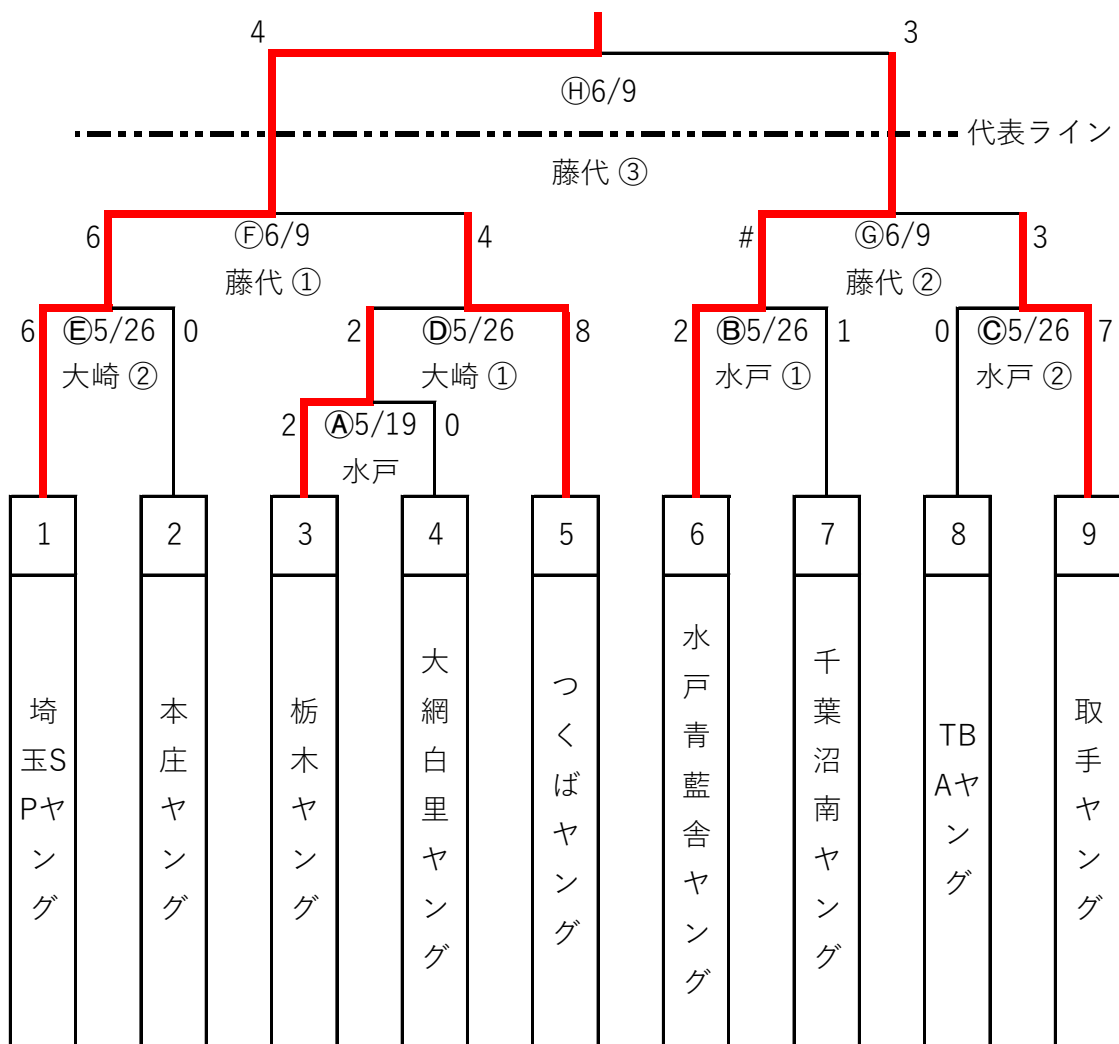 4 3
Ⓗ6/9
代表ライン
藤代 ③
6 Ⓕ6/9 4 # Ⓖ6/9 3
藤代 ① 藤代 ②
6 Ⓔ5/26 0 2 Ⓓ5/26 8 2 Ⓑ5/26 1 0 Ⓒ5/26 7
大崎 ② 大崎 ① 水戸 ① 水戸 ②
2 Ⓐ5/19 0
水戸
1 2 3 4 5 6 7 8 9
埼玉SPヤング
本庄ヤング
栃木ヤング
大網白里ヤング
つくばヤング
水戸青藍舎ヤング
千葉沼南ヤング
TBAヤング
取手ヤング